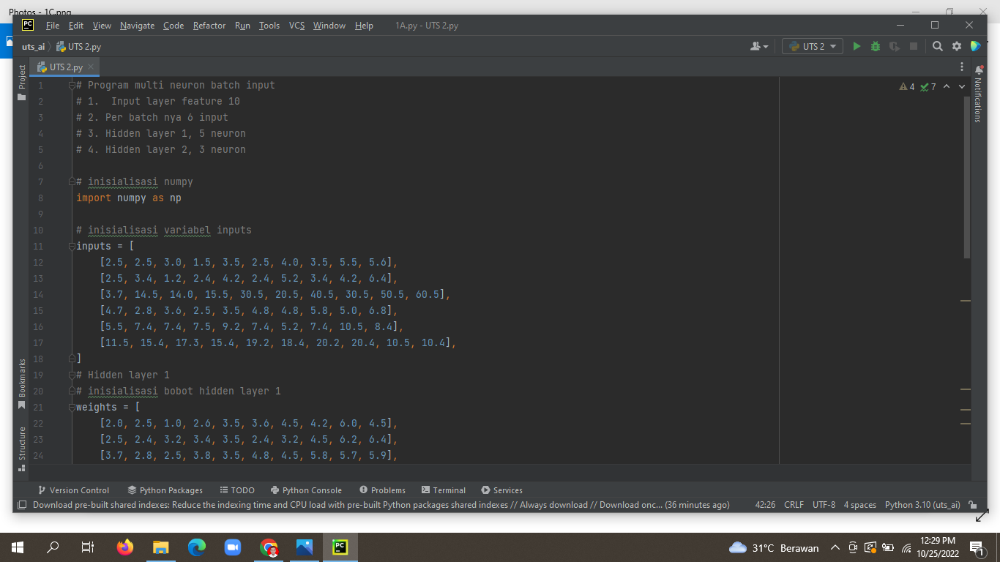 Photos - 1C.png
PC File Edit View Navigate Code Refactor Run Tools VCS Window Help 1A.py - UTS 2.py
uts_ai UTS 2.py UTS 2
Project
UTS 2.py
4 7
Notifications
1 # Program multi neuron batch input
2 # 1.  Input layer feature 10
3 # 2. Per batch nya 6 input
4 # 3. Hidden layer 1, 5 neuron
5 # 4. Hidden layer 2, 3 neuron
6
7 # inisialisasi numpy
8 import numpy as np
9
10 # inisialisasi variabel inputs
11 inputs = [
12 [2.5, 2.5, 3.0, 1.5, 3.5, 2.5, 4.0, 3.5, 5.5, 5.6],
13 [2.5, 3.4, 1.2, 2.4, 4.2, 2.4, 5.2, 3.4, 4.2, 6.4],
14 [3.7, 14.5, 14.0, 15.5, 30.5, 20.5, 40.5, 30.5, 50.5, 60.5],
15 [4.7, 2.8, 3.6, 2.5, 3.5, 4.8, 4.8, 5.8, 5.0, 6.8],
16 [5.5, 7.4, 7.4, 7.5, 9.2, 7.4, 5.2, 7.4, 10.5, 8.4],
17 [11.5, 15.4, 17.3, 15.4, 19.2, 18.4, 20.2, 20.4, 10.5, 10.4],
18 ]
19 # Hidden layer 1
20 # inisialisasi bobot hidden layer 1
21 weights = [
22 [2.0, 2.5, 1.0, 2.6, 3.5, 3.6, 4.5, 4.2, 6.0, 4.5],
23 [2.5, 2.4, 3.2, 3.4, 3.5, 2.4, 3.2, 4.5, 6.2, 6.4],
24 [3.7, 2.8, 2.5, 3.8, 3.5, 4.8, 4.5, 5.8, 5.7, 5.9],
Bookmarks
Structure
Version Control Python Packages TODO Python Console Problems Terminal Services
Download pre-built shared indexes: Reduce the indexing time and CPU load with pre-built Python packages shared indexes // Always download // Download onc... (36 minutes ago) 42:26 CRLF UTF-8 4 spaces Python 3.10 (uts_ai)
PC 31°C Berawan 12:29 PM
10/25/2022 1